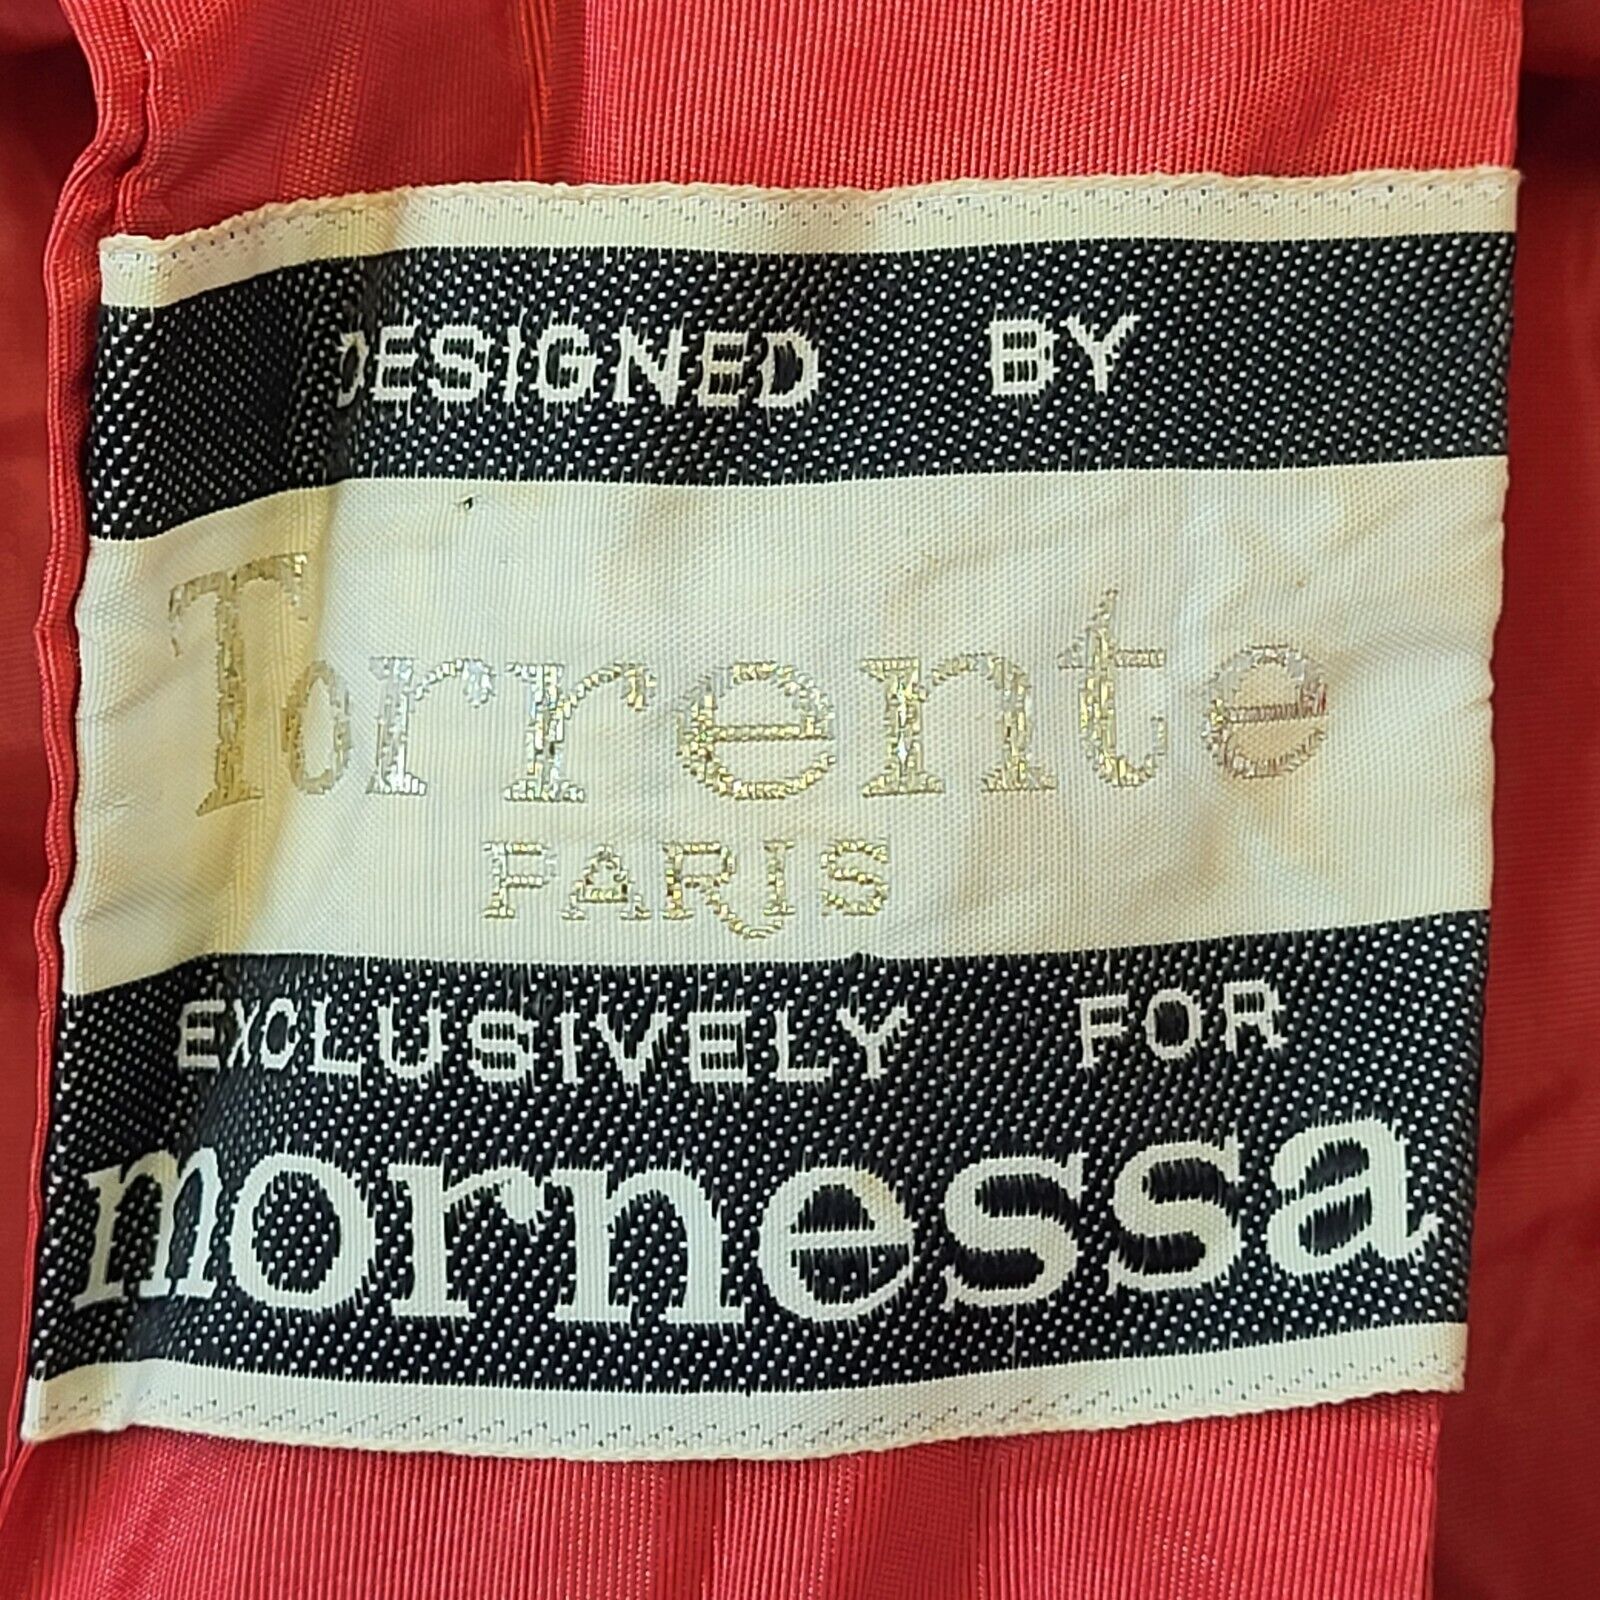 DESIGNED BY
Torrente
PARIS
EXCLUSIVELY FOR
mornessa